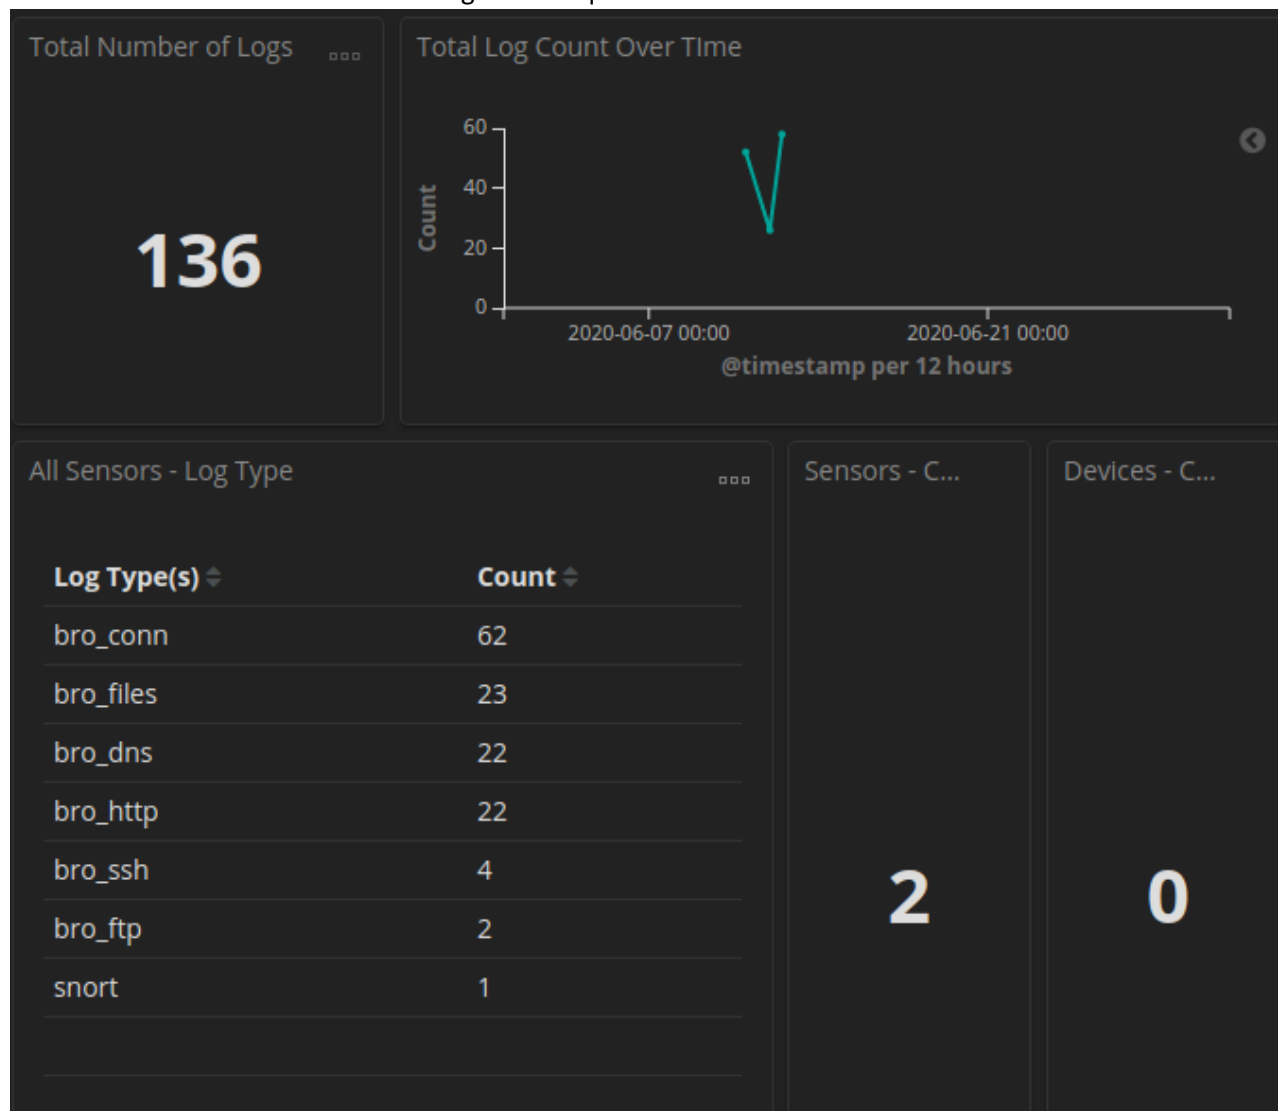 Total Number of Logs
136
Total Log Count Over TIme
60
40
20
0
Count
2020-06-07 00:00
2020-06-21 00:00
@timestamp per 12 hours
All Sensors - Log Type
Log Type(s) Count
bro_conn 62
bro_files 23
bro_dns 22
bro_http 22
bro_ssh 4
bro_ftp 2
snort 1
Sensors - C...
2
Devices - C...
0